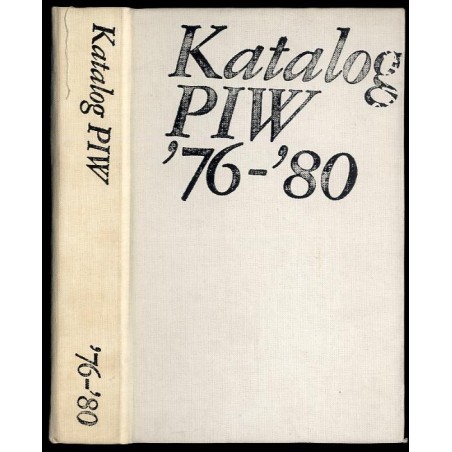 Katalog PIW
'76-'80
Katalog
PIW
'76-'80